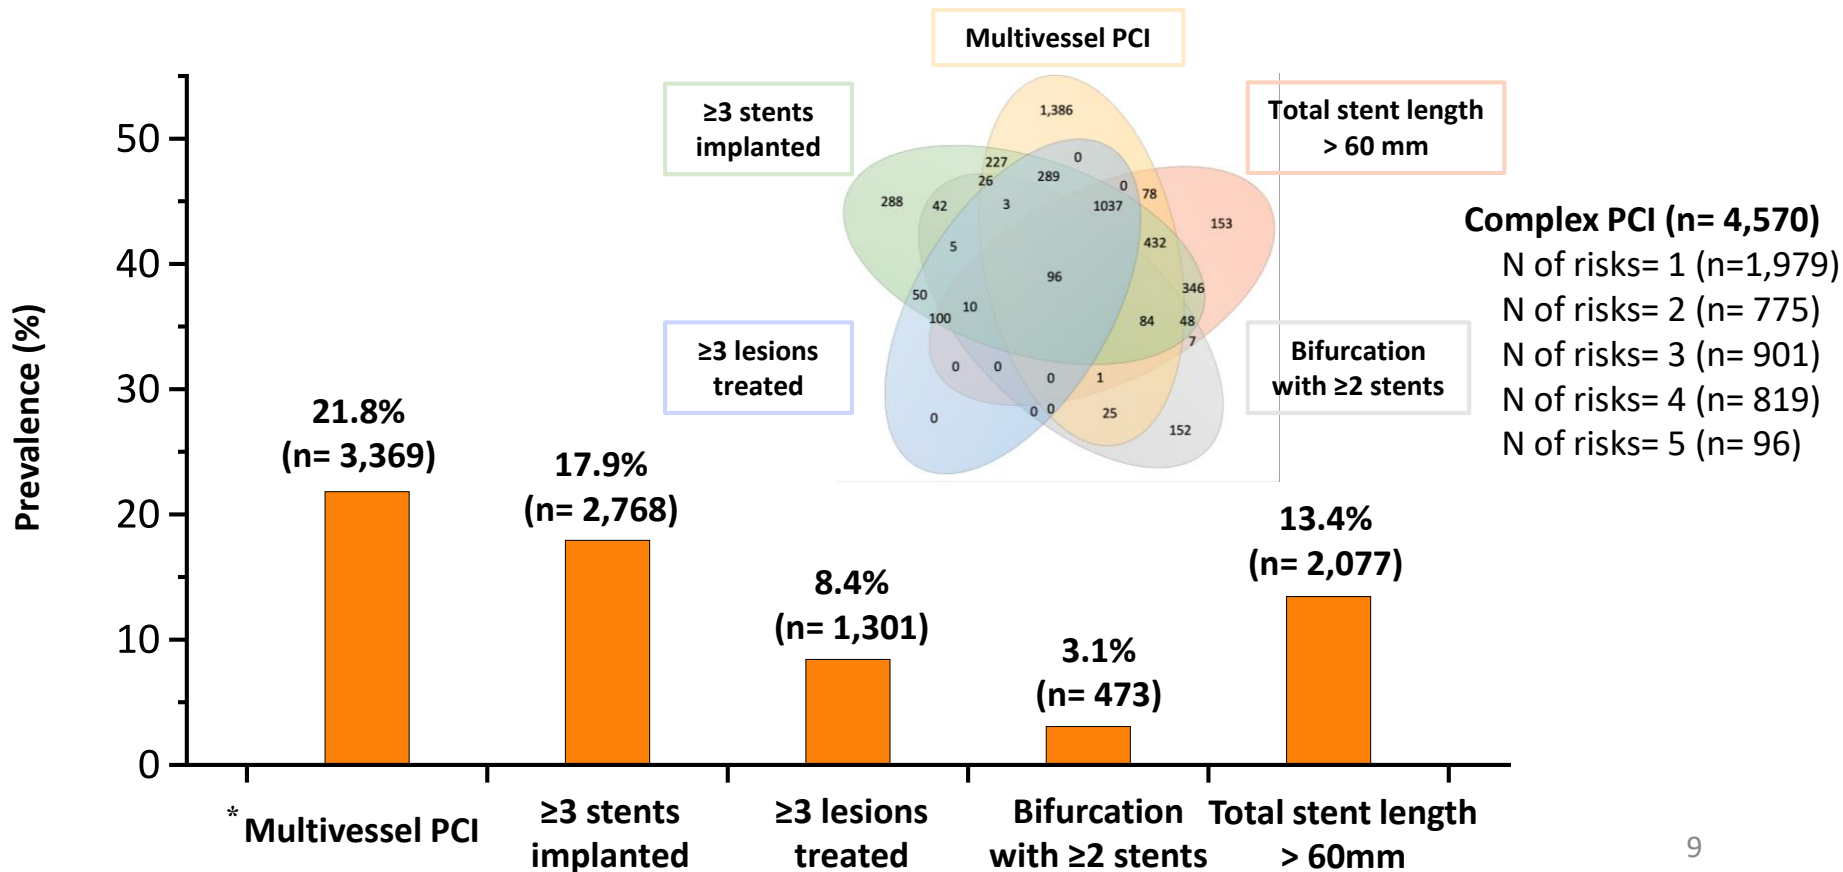 Multivessel PCI
≥3 stents
implanted
Total stent length
> 60 mm
≥3 lesions
treated
Bifurcation
with ≥2 stents
1,386
227
0
26
289
0
78
288
42
3
1037
153
5
432
96
50
10
346
100
84
48
7
0
0
0
1
0
0
0
25
152
Complex PCI (n= 4,570)
N of risks= 1 (n=1,979)
N of risks= 2 (n= 775)
N of risks= 3 (n= 901)
N of risks= 4 (n= 819)
N of risks= 5 (n= 96)
Prevalence (%)
50
40
30
20
10
0
21.8%
(n= 3,369)
17.9%
(n= 2,768)
8.4%
(n= 1,301)
3.1%
(n= 473)
13.4%
(n= 2,077)
* Multivessel PCI
≥3 stents
implanted
≥3 lesions
treated
Bifurcation
with ≥2 stents
Total stent length
> 60mm
9